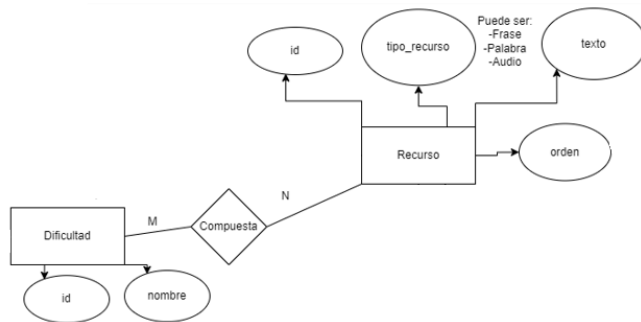 Puede ser:
-Frase
-Palabra
-Audio
id
tipo_recurso
texto
Recurso
orden
N
M
Compuesta
Dificultad
id
nombre